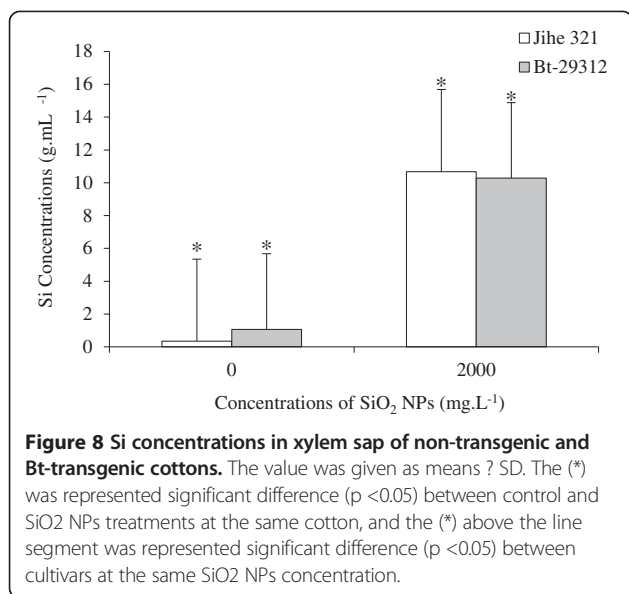 Jihe 321
Bt-29312
18
16
14
12
10
8
6
4
2
0
Si Concentrations (g.mL -1)
* * * *
0 2000
Concentrations of SiO2 NPs (mg.L-1)
Figure 8 Si concentrations in xylem sap of non-transgenic and
Bt-transgenic cottons. The value was given as means ? SD. The (*)
was represented significant difference (p <0.05) between control and
SiO2 NPs treatments at the same cotton, and the (*) above the line
segment was represented significant difference (p <0.05) between
cultivars at the same SiO2 NPs concentration.